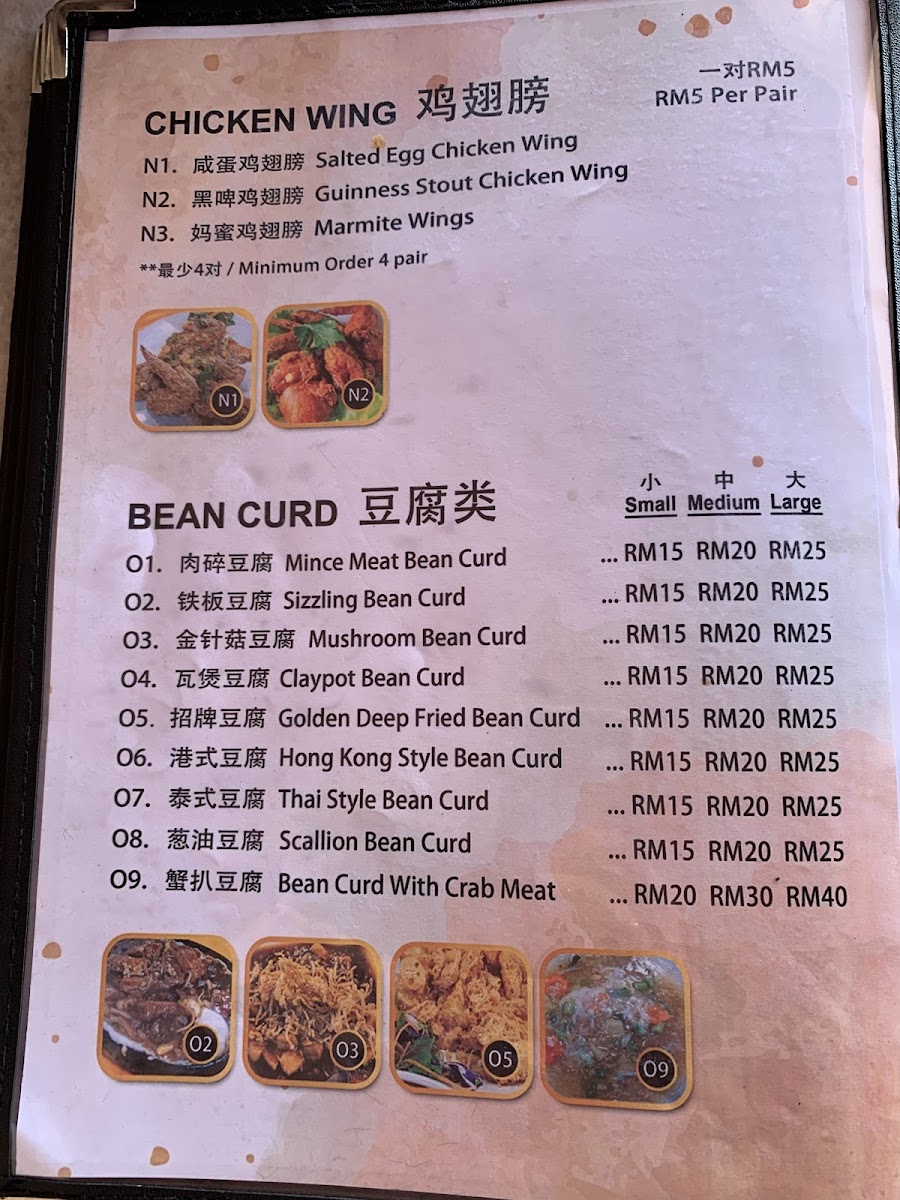 一对RM5
CHICKEN WING 鸡翅膀 RM5 Per Pair
N1. 咸蛋鸡翅膀 Salted Egg Chicken Wing
N2. 黑啤鸡翅膀 Guinness Stout Chicken Wing
N3. 妈蜜鸡翅膀 Marmite Wings
**最少4对 / Minimum Order 4 pair
N1 N2
小 中 大
BEAN CURD 豆腐类 Small Medium Large
O1. 肉碎豆腐 Mince Meat Bean Curd ... RM15 RM20 RM25
O2. 铁板豆腐 Sizzling Bean Curd ... RM15 RM20 RM25
O3. 金针菇豆腐 Mushroom Bean Curd ... RM15 RM20 RM25
O4. 瓦煲豆腐 Claypot Bean Curd ... RM15 RM20 RM25
O5. 招牌豆腐 Golden Deep Fried Bean Curd ... RM15 RM20 RM25
O6. 港式豆腐 Hong Kong Style Bean Curd ... RM15 RM20 RM25
O7. 泰式豆腐 Thai Style Bean Curd ... RM15 RM20 RM25
O8. 葱油豆腐 Scallion Bean Curd ... RM15 RM20 RM25
O9. 蟹扒豆腐 Bean Curd With Crab Meat ... RM20 RM30 RM40
O2 O3 O5 O9